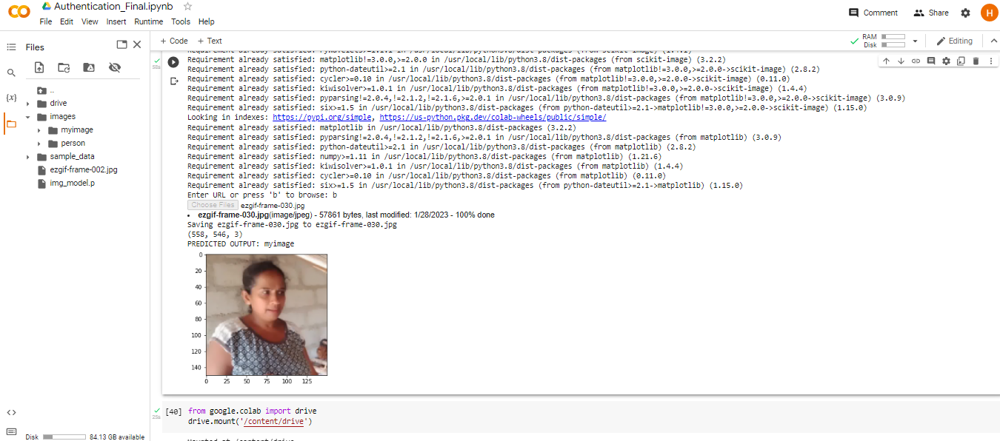 Authentication_Final.ipynb
File Edit View Insert Runtime Tools Help
Comment
Share
H
Files
+ Code + Text
RAM
Disk
Editing
..
drive
images
myimage
person
sample_data
ezgif-frame-002.jpg
img_model.p
Disk
84.13 GB available
58s
Requirement already satisfied: matplotlib!=3.0.0,>=2.0.0 in /usr/local/lib/python3.8/dist-packages (from scikit-image) (3.2.2)
Requirement already satisfied: python-dateutil>=2.1 in /usr/local/lib/python3.8/dist-packages (from matplotlib!=3.0.0,>=2.0.0->scikit-image) (2.8.2)
Requirement already satisfied: cycler>=0.10 in /usr/local/lib/python3.8/dist-packages (from matplotlib!=3.0.0,>=2.0.0->scikit-image) (0.11.0)
Requirement already satisfied: kiwisolver>=1.0.1 in /usr/local/lib/python3.8/dist-packages (from matplotlib!=3.0.0,>=2.0.0->scikit-image) (1.4.4)
Requirement already satisfied: pyparsing!=2.0.4,!=2.1.2,!=2.1.6,>=2.0.1 in /usr/local/lib/python3.8/dist-packages (from matplotlib!=3.0.0,>=2.0.0->scikit-image) (3.0.9)
Requirement already satisfied: six>=1.5 in /usr/local/lib/python3.8/dist-packages (from python-dateutil>=2.1->matplotlib!=3.0.0,>=2.0.0->scikit-image) (1.15.0)
Looking in indexes: https://pypi.org/simple, https://us-python.pkg.dev/colab-wheels/public/simple/
Requirement already satisfied: matplotlib in /usr/local/lib/python3.8/dist-packages (3.2.2)
Requirement already satisfied: pyparsing!=2.0.4,!=2.1.2,!=2.1.6,>=2.0.1 in /usr/local/lib/python3.8/dist-packages (from matplotlib) (3.0.9)
Requirement already satisfied: python-dateutil>=2.1 in /usr/local/lib/python3.8/dist-packages (from matplotlib) (2.8.2)
Requirement already satisfied: numpy>=1.11 in /usr/local/lib/python3.8/dist-packages (from matplotlib) (1.21.6)
Requirement already satisfied: kiwisolver>=1.0.1 in /usr/local/lib/python3.8/dist-packages (from matplotlib) (1.4.4)
Requirement already satisfied: cycler>=0.10 in /usr/local/lib/python3.8/dist-packages (from matplotlib) (0.11.0)
Requirement already satisfied: six>=1.5 in /usr/local/lib/python3.8/dist-packages (from python-dateutil>=2.1->matplotlib) (1.15.0)
Enter URL or press 'b' to browse: b
Choose Files ezgif-frame-030.jpg
• ezgif-frame-030.jpg(image/jpeg) - 57861 bytes, last modified: 1/28/2023 - 100% done
Saving ezgif-frame-030.jpg to ezgif-frame-030.jpg
(558, 546, 3)
PREDICTED OUTPUT: myimage
0
20
40
60
80
100
120
140
0 25 50 75 100 125
[40] from google.colab import drive
25s
drive.mount('/content/drive')